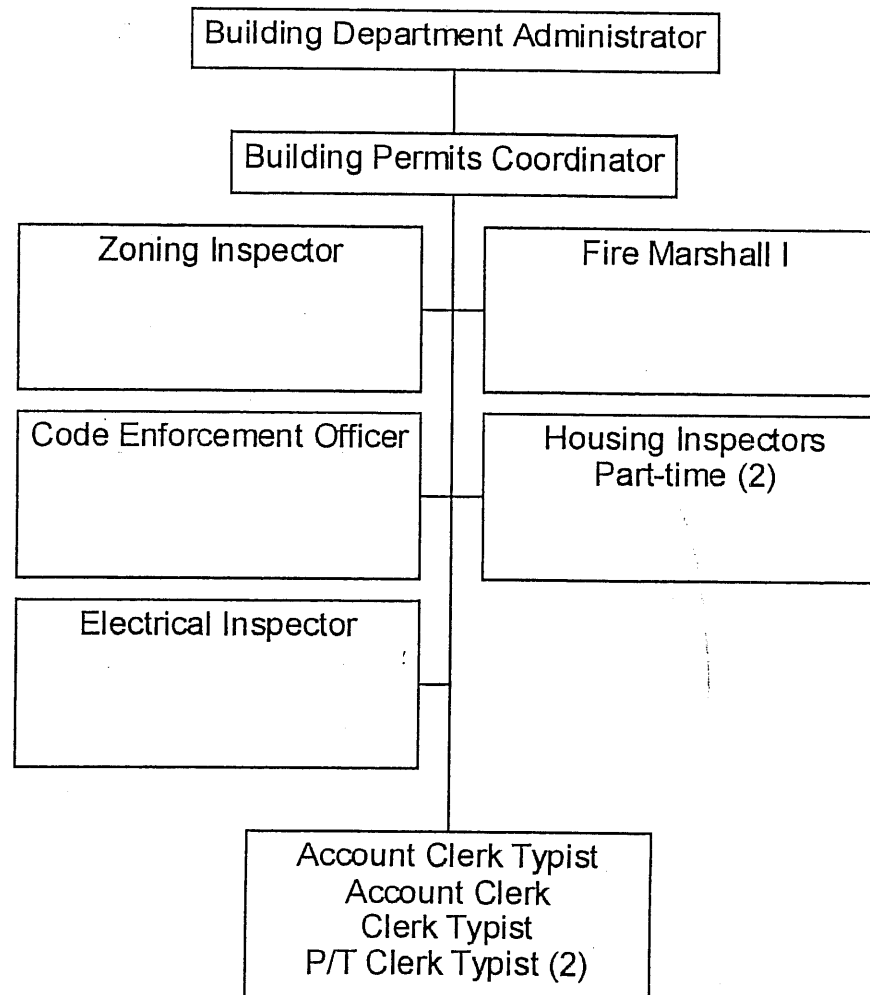 Building Department Administrator
Building Permits Coordinator
Zoning Inspector
Fire Marshall I
Code Enforcement Officer
Housing Inspectors
Part-time (2)
Electrical Inspector
Account Clerk Typist
Account Clerk
Clerk Typist
P/T Clerk Typist (2)